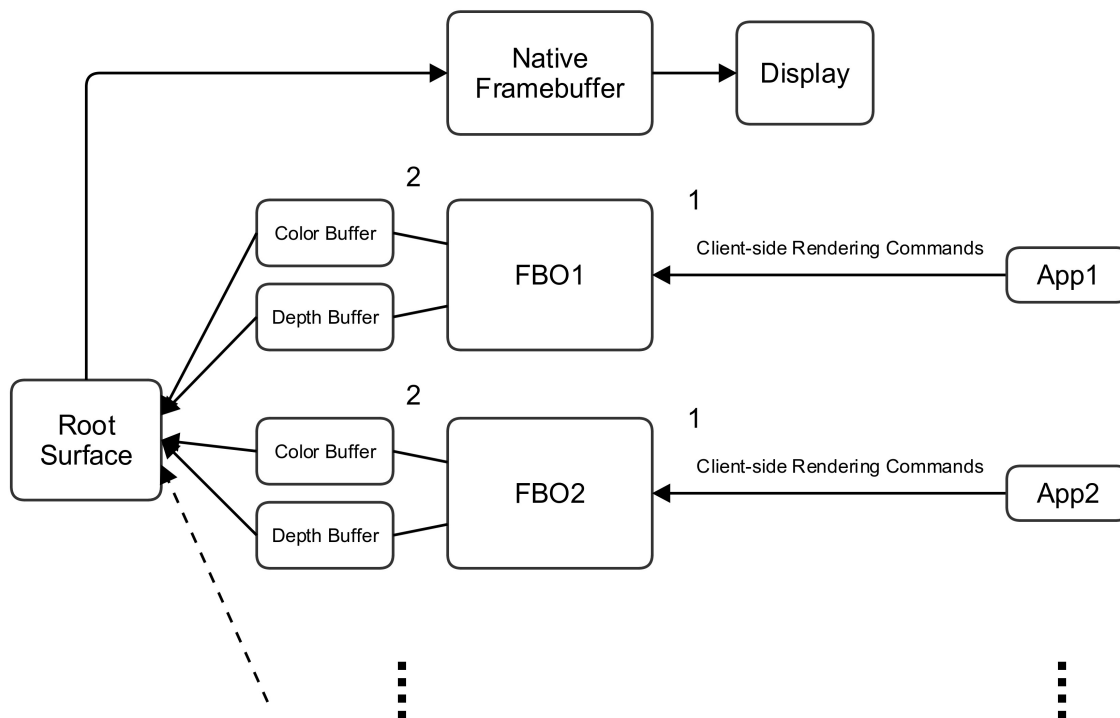 Native
Framebuffer
Display
2
1
Color Buffer
FBO1
Client-side Rendering Commands
App1
Depth Buffer
2
1
Root
Surface
Color Buffer
FBO2
Client-side Rendering Commands
App2
Depth Buffer